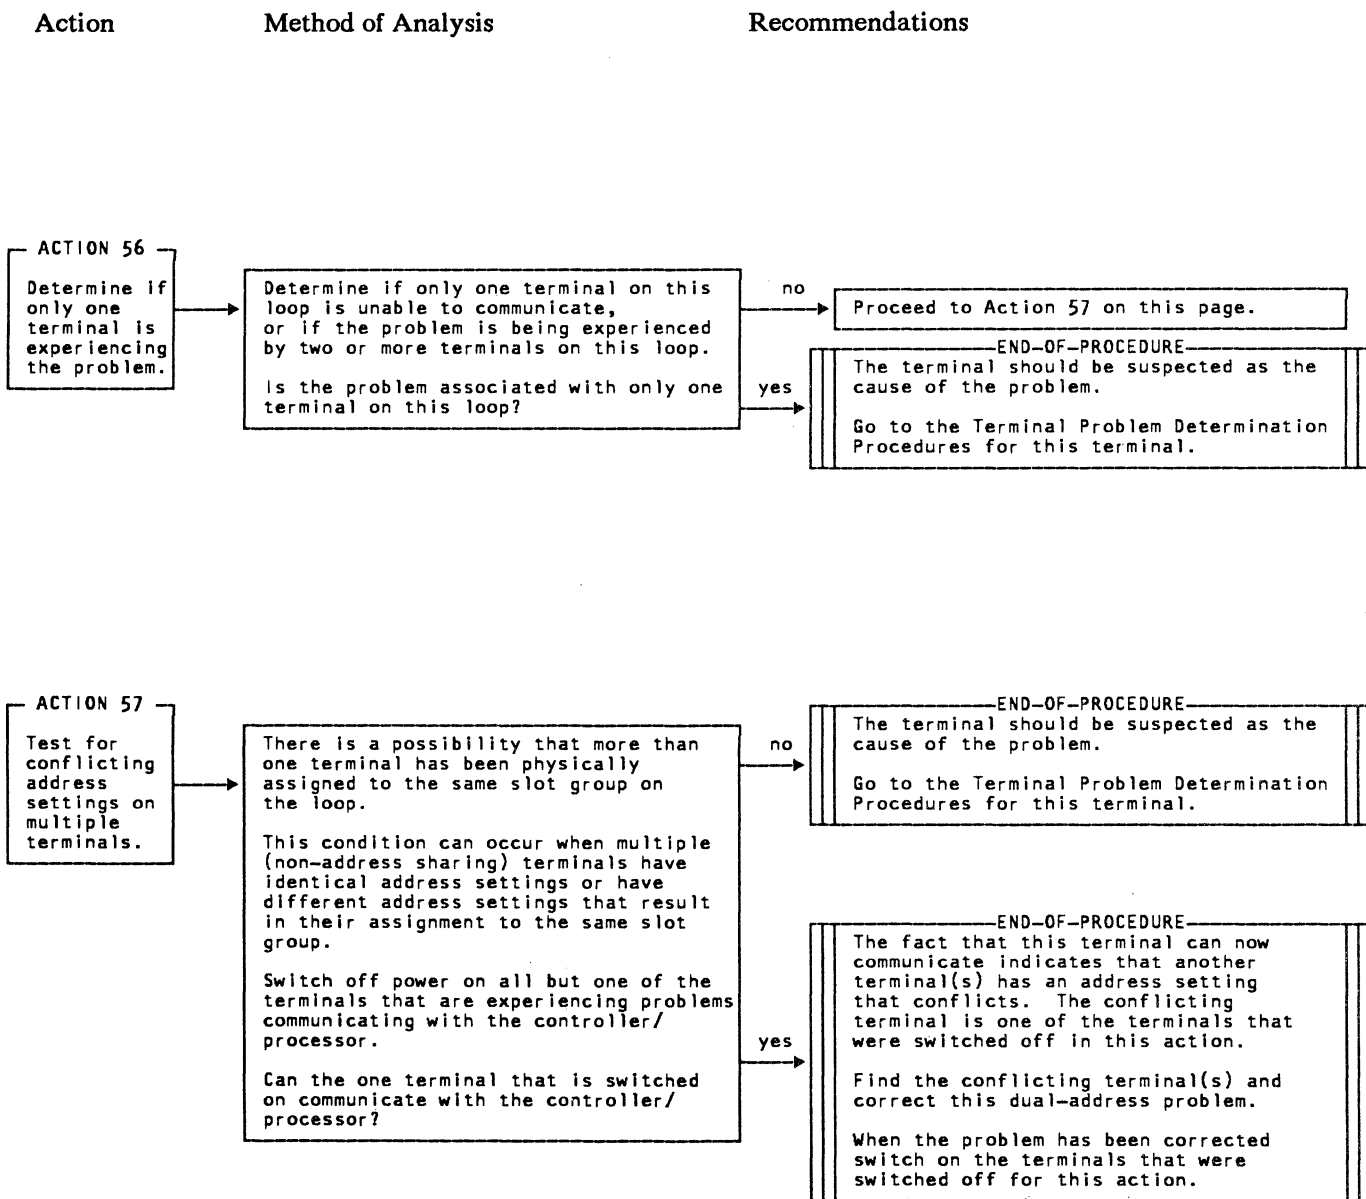 Action Method of Analysis Recommendations
ACTION 56
Determine if
only one
terminal is
experiencing
the problem.
Determine if only one terminal on this
loop is unable to communicate,
or if the problem is being experienced
by two or more terminals on this loop.
Is the problem associated with only one
terminal on this loop?
no
Proceed to Action 57 on this page.
yes
END-OF-PROCEDURE
The terminal should be suspected as the
cause of the problem.
Go to the Terminal Problem Determination
Procedures for this terminal.
ACTION 57
Test for
conflicting
address
settings on
multiple
terminals.
There is a possibility that more than
one terminal has been physically
assigned to the same slot group on
the loop.
This condition can occur when multiple
(non-address sharing) terminals have
identical address settings or have
different address settings that result
in their assignment to the same slot
group.
Switch off power on all but one of the
terminals that are experiencing problems
communicating with the controller/
processor.
Can the one terminal that is switched
on communicate with the controller/
processor?
no
END-OF-PROCEDURE
The terminal should be suspected as the
cause of the problem.
Go to the Terminal Problem Determination
Procedures for this terminal.
yes
END-OF-PROCEDURE
The fact that this terminal can now
communicate indicates that another
terminal(s) has an address setting
that conflicts. The conflicting
terminal is one of the terminals that
were switched off in this action.
Find the conflicting terminal(s) and
correct this dual-address problem.
When the problem has been corrected
switch on the terminals that were
switched off for this action.